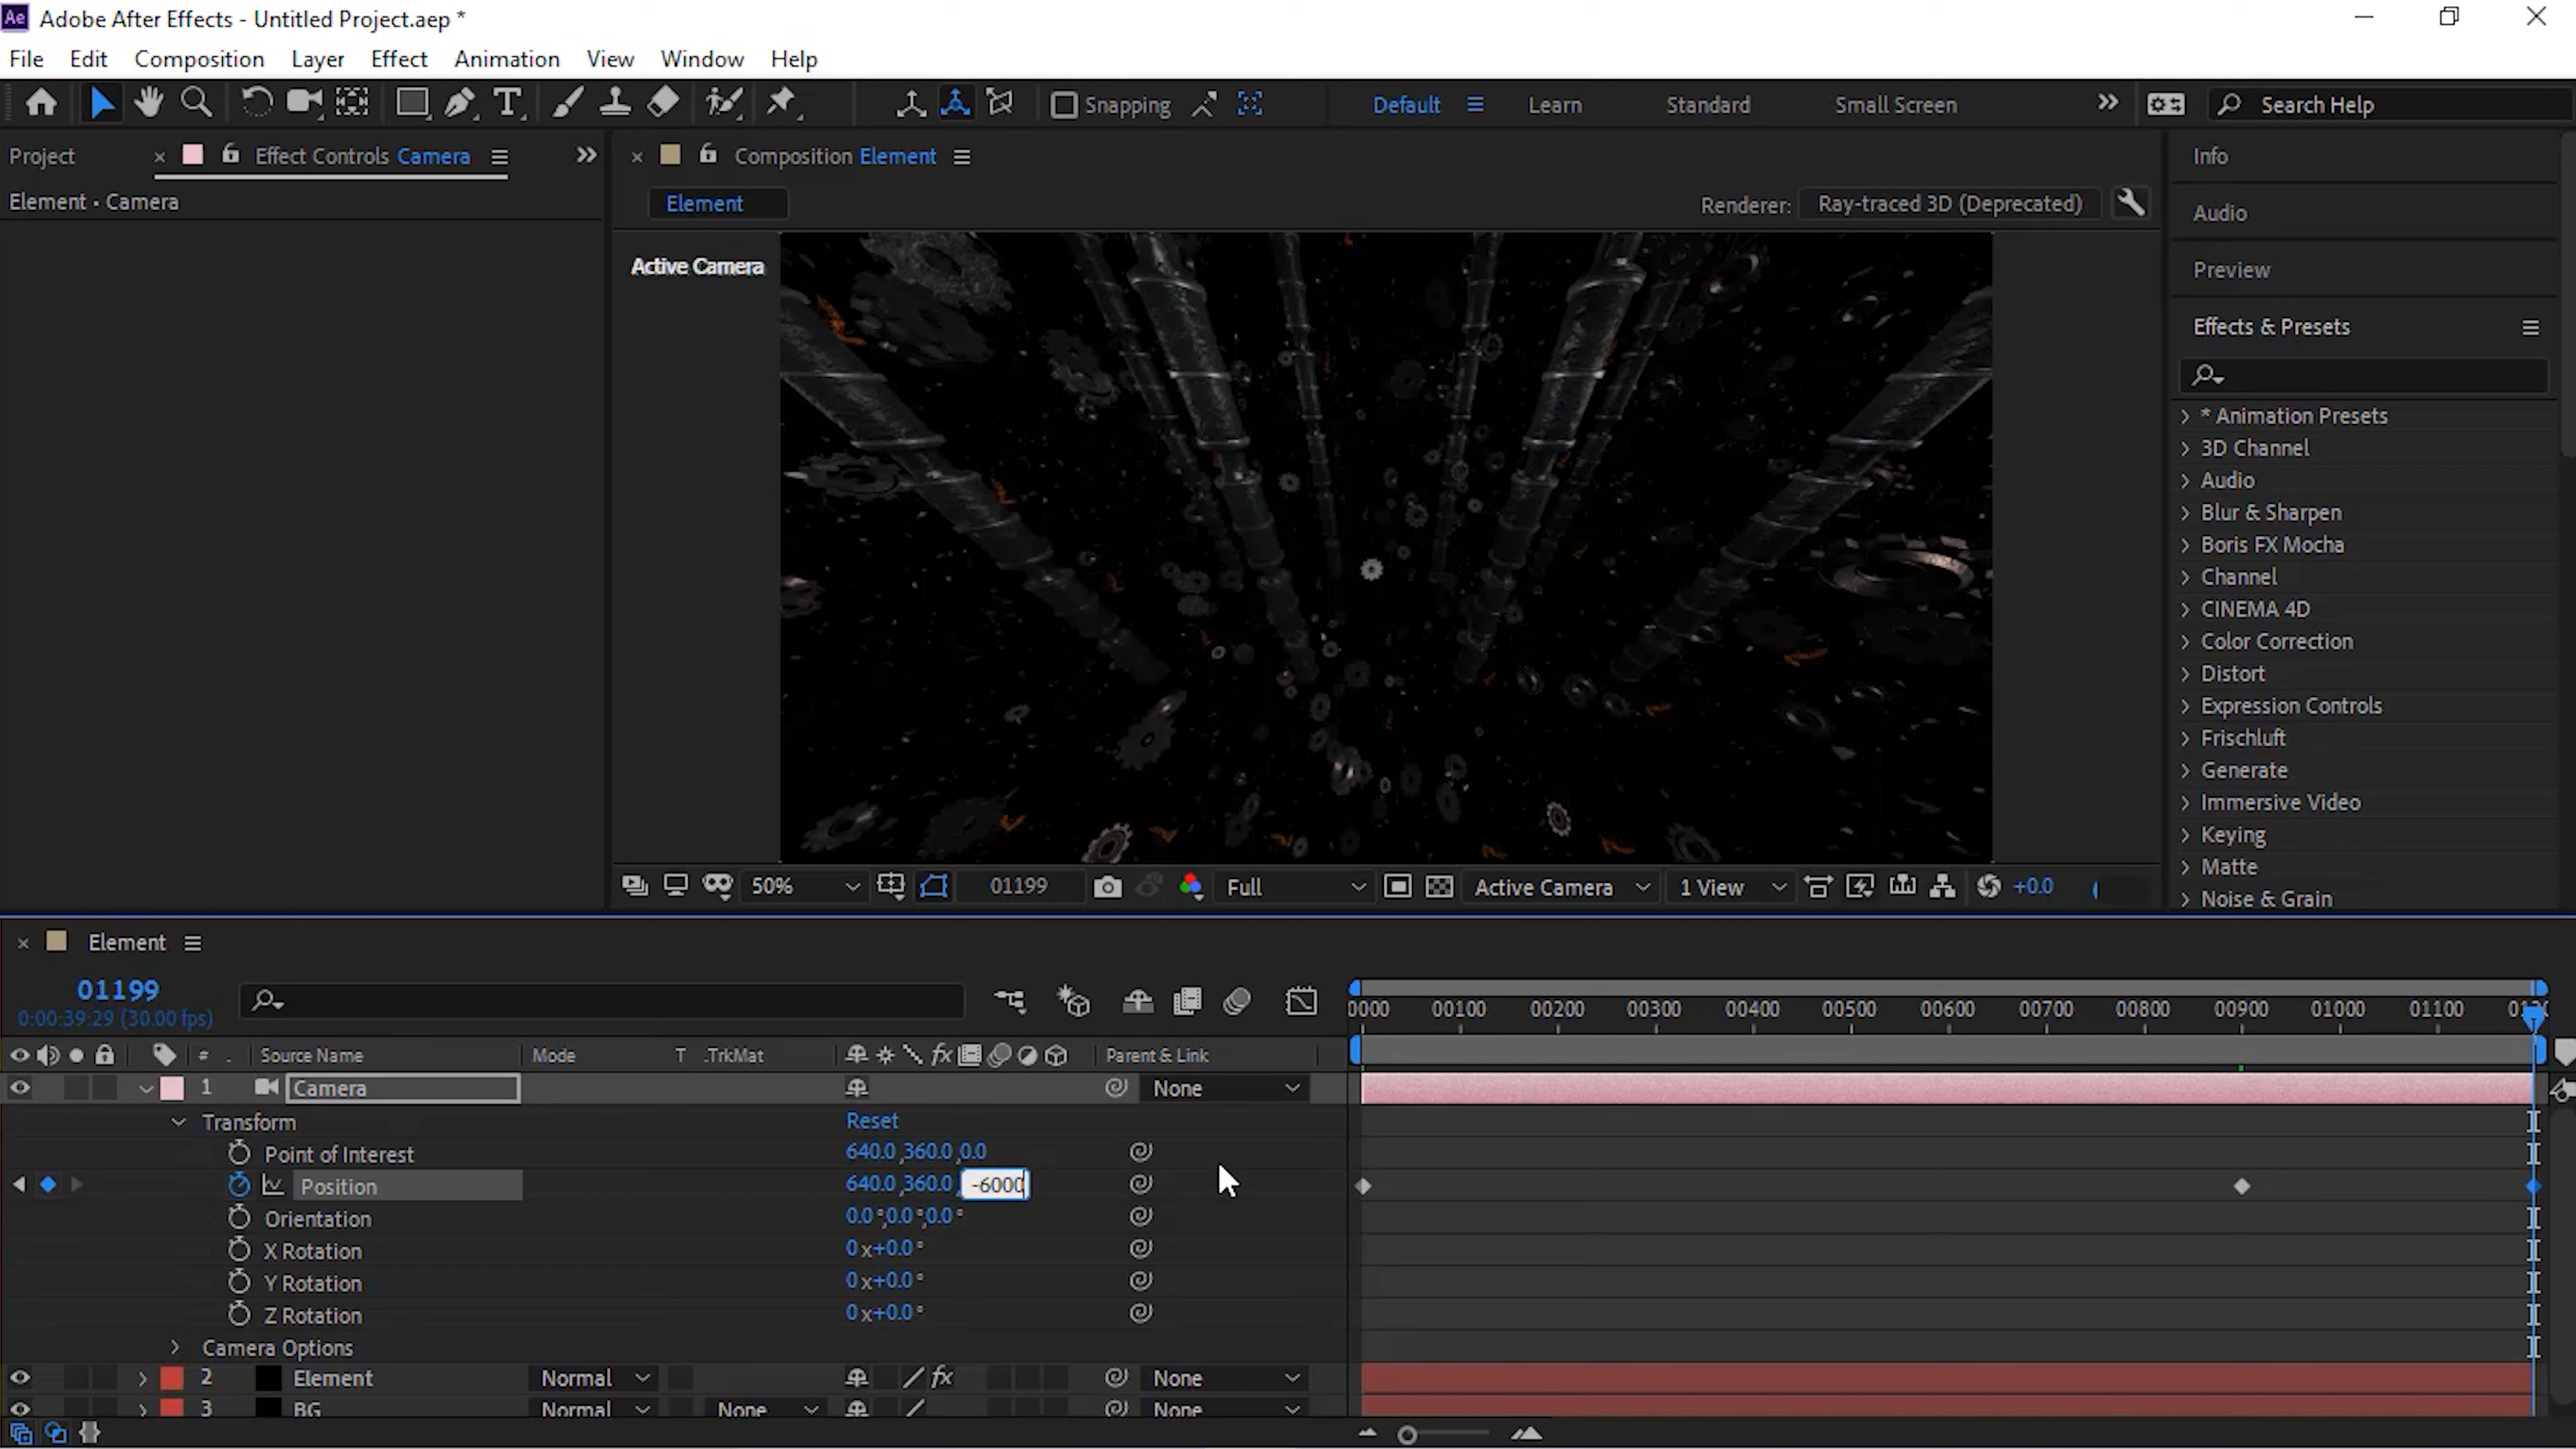 Ae Adobe After Effects - Untitled Project.aep *
File Edit Composition Layer Effect Animation View Window Help
T Snapping Default Learn Standard Small Screen Search Help
Project Effect Controls Camera Composition Element Info
Element • Camera
Element Renderer: Ray-traced 3D (Deprecated)
Audio
Active Camera
Preview
Effects & Presets
* Animation Presets
3D Channel
Audio
Blur & Sharpen
Boris FX Mocha
Channel
CINEMA 4D
Color Correction
Distort
Expression Controls
Frischluft
Generate
Immersive Video
Keying
Matte
Noise & Grain
50% 01199 Full Active Camera 1 View +0.0
Element
01199
0:00:39:29 (30.00 fps)
0000 00100 00200 00300 00400 00500 00600 00700 00800 00900 01000 01100
# . Source Name Mode T .TrkMat fx Parent & Link
1 Camera None
Transform Reset
Point of Interest 640.0 ,360.0 ,0.0
Position 640.0 ,360.0 , -6000
Orientation 0.0 °,0.0 °,0.0 °
X Rotation 0 x+0.0 °
Y Rotation 0 x+0.0 °
Z Rotation 0 x+0.0 °
Camera Options
2 Element Normal fx None
3 BG Normal None None